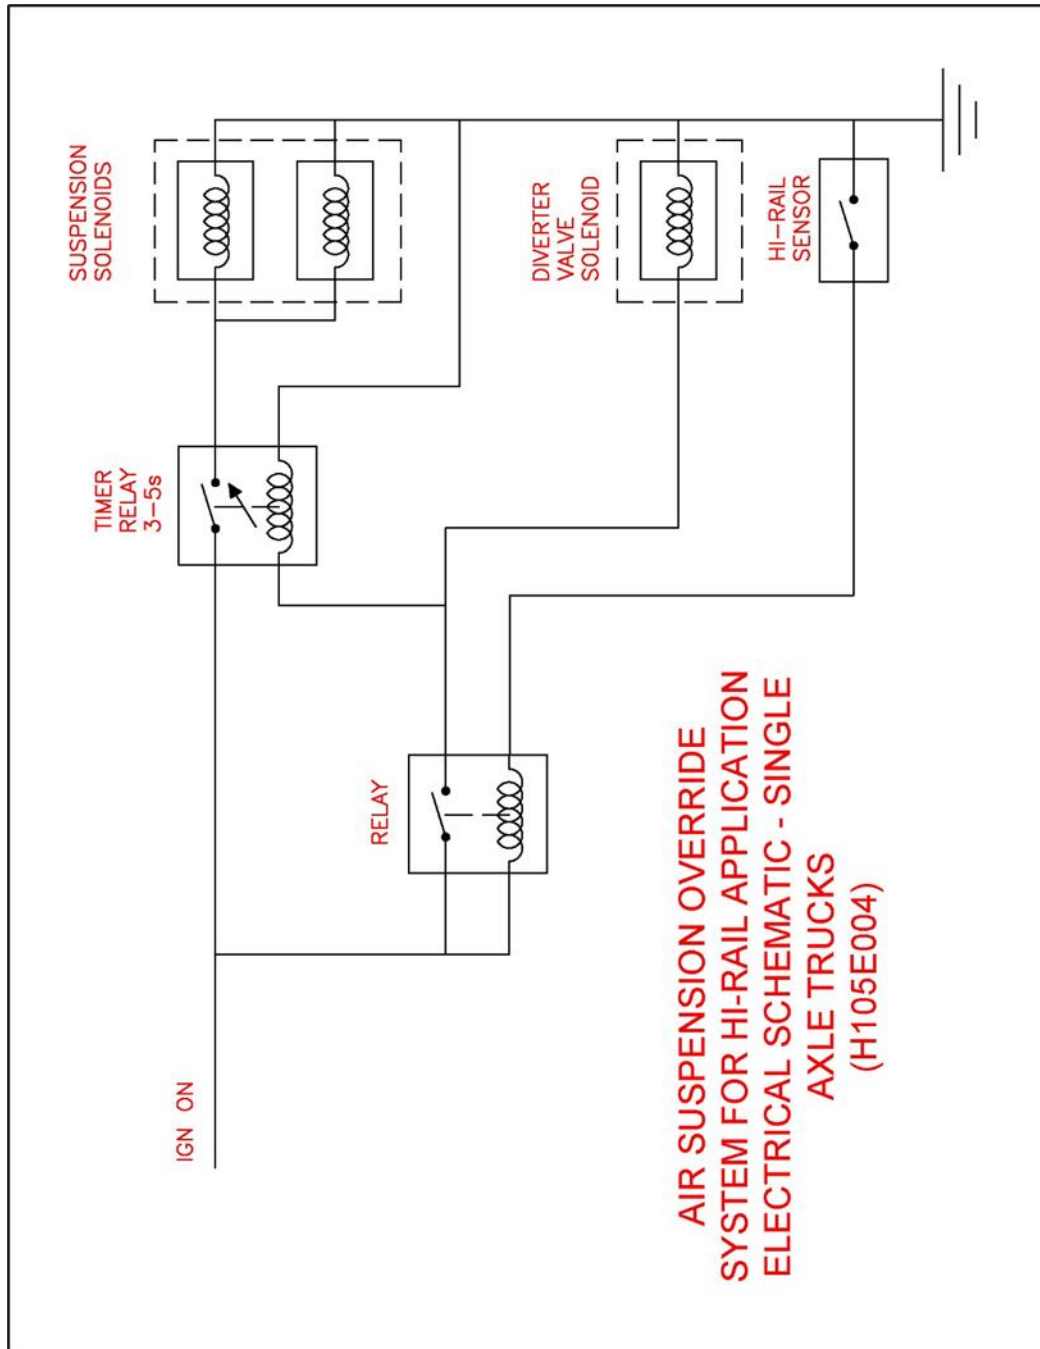 SUSPENSION
SOLENOIDS
DIVERTER
VALVE
SOLENOID
HI-RAIL
SENSOR
TIMER
RELAY
3-5s
RELAY
IGN ON
AIR SUSPENSION OVERRIDE
SYSTEM FOR HI-RAIL APPLICATION
ELECTRICAL SCHEMATIC - SINGLE
AXLE TRUCKS
(H105E004)